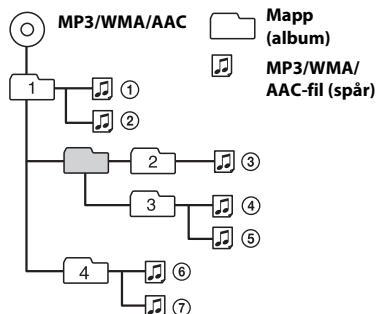 MP3/WMA/AAC
Mapp
(album)
MP3/WMA/
AAC-fil (spår)
1
①
②
2
③
3
④
⑤
4
⑥
⑦